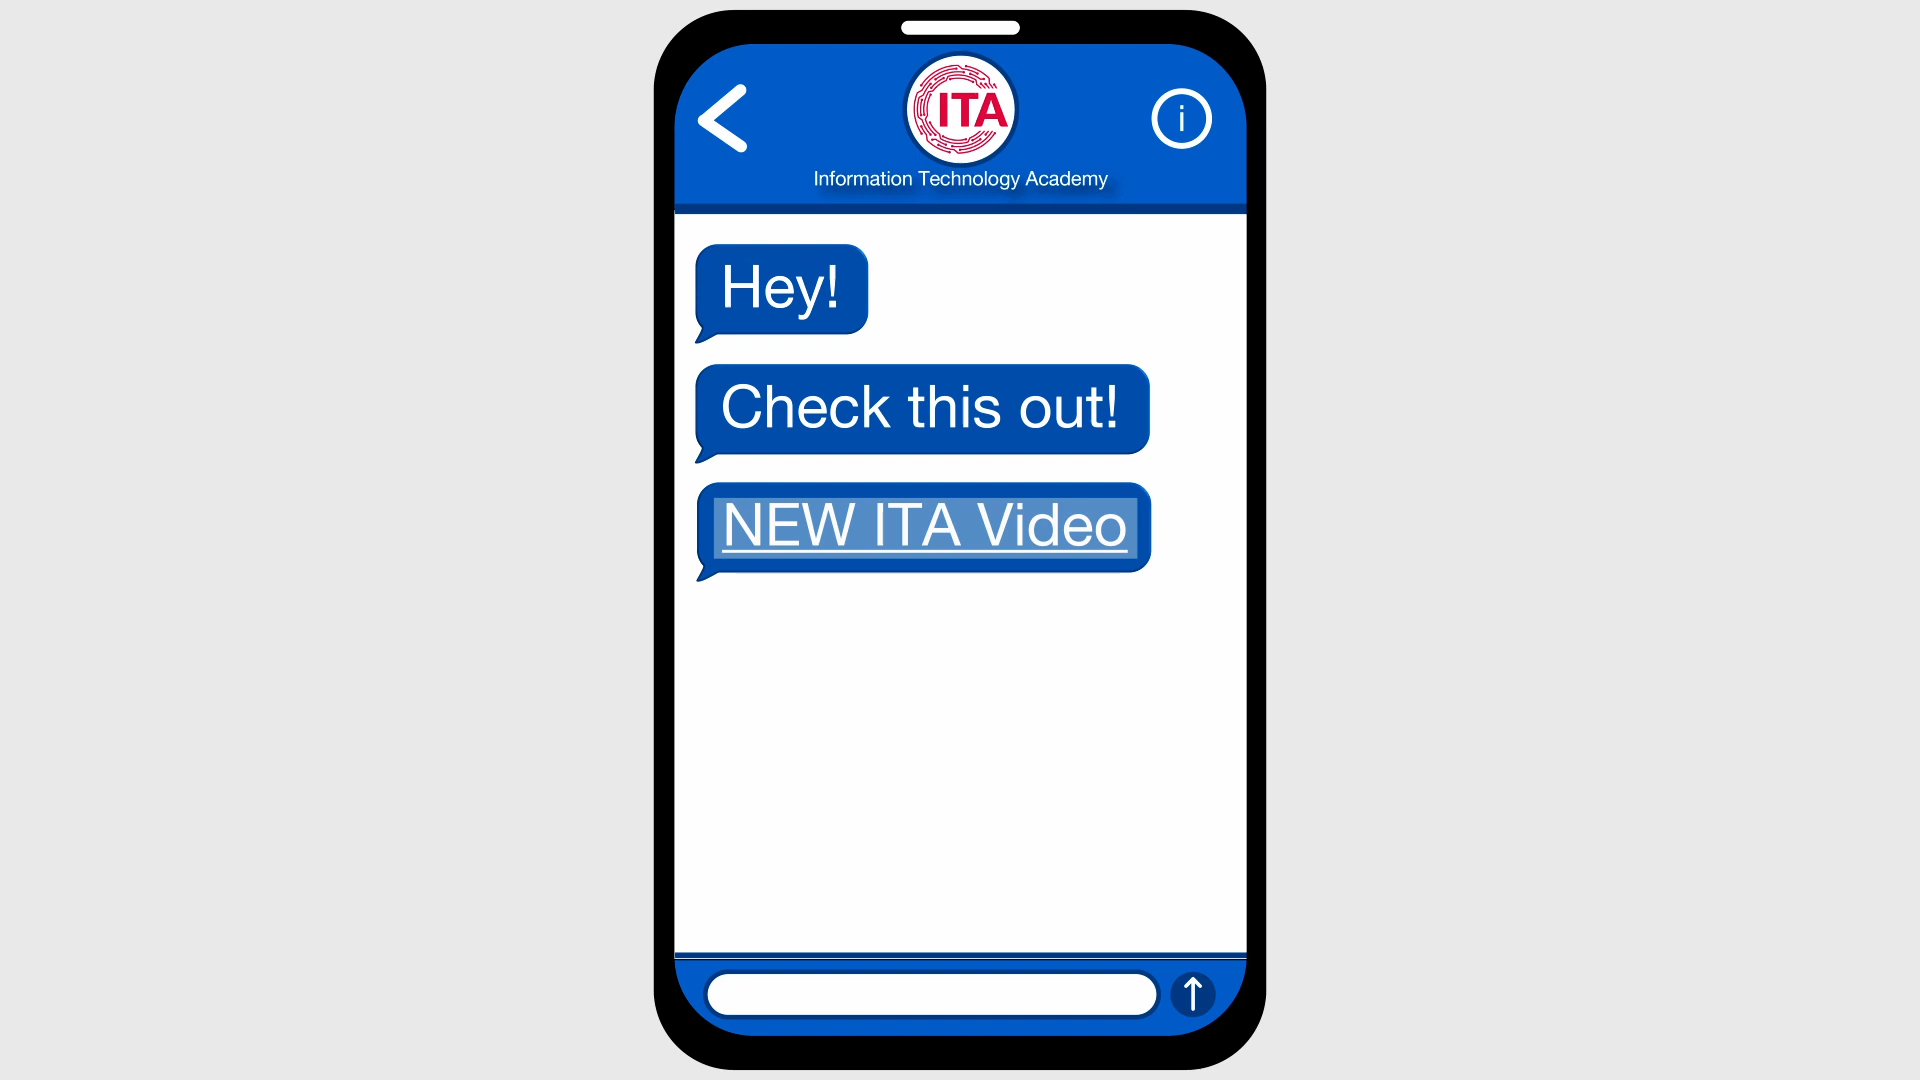 ITA
i
Information Technology Academy
Hey!
Check this out!
NEW ITA Video